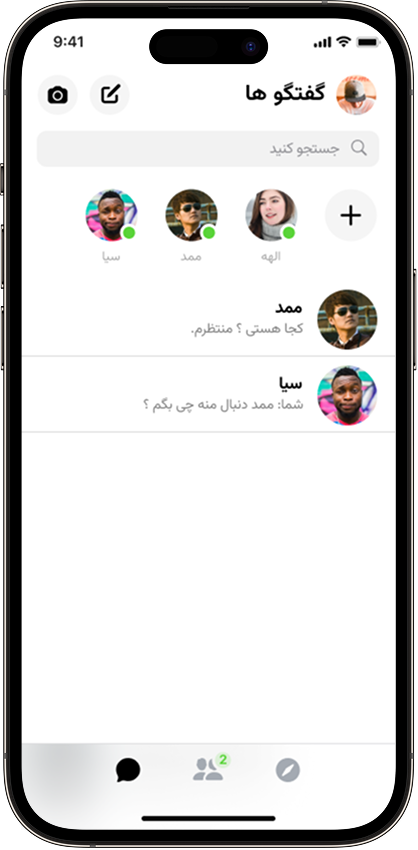 9:41
گفتگو ها
جستجو کنید
الهه
ممد
سیا
ممد
کجا هستی ؟ منتظرم.
سیا
شما: ممد دنبال منه چی بگم ؟
2